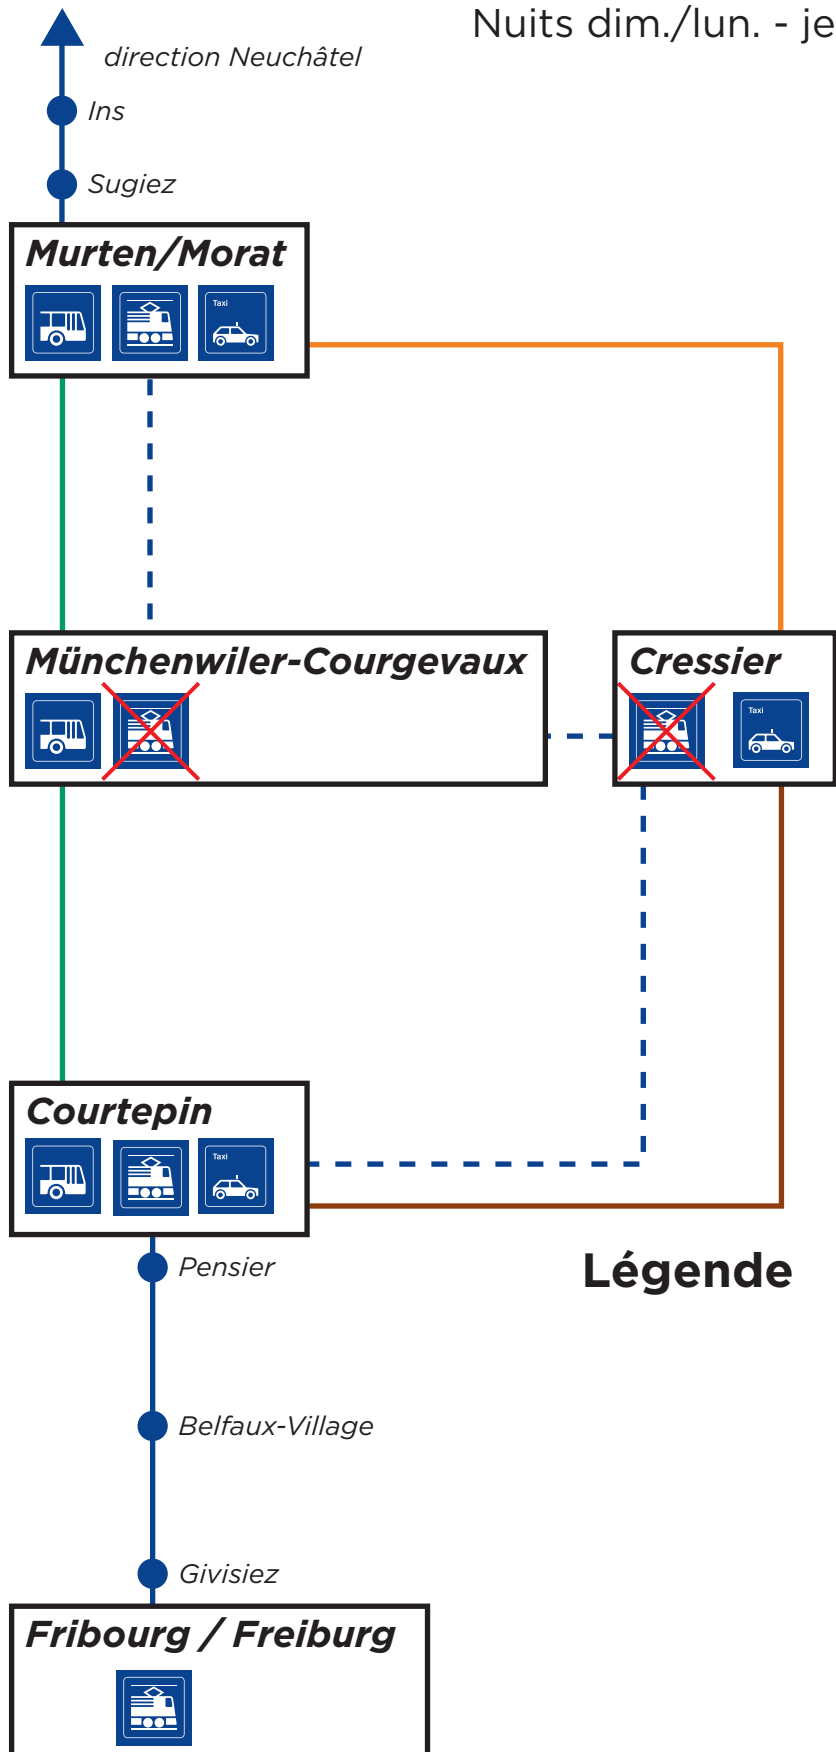 Nuits dim./lun. - je
direction Neuchâtel
Ins
Sugiez
Murten/Morat
Taxi
Münchenwiler-Courgevaux
Cressier
Taxi
Courtepin
Taxi
Pensier
Légende
Belfaux-Village
Givisiez
Fribourg / Freiburg